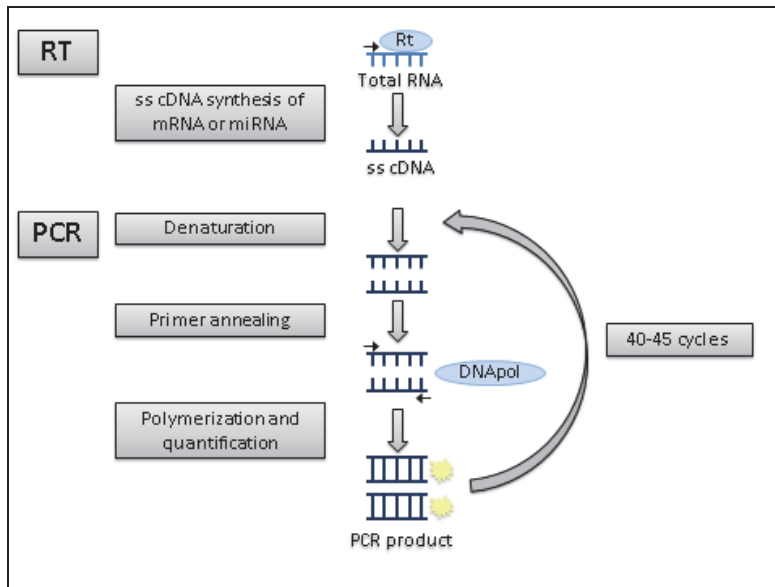 RT
Rt
Total RNA
ss cDNA synthesis of
mRNA or miRNA
ss cDNA
PCR
Denaturation
Primer annealing
40-45 cycles
DNApol
Polymerization and
quantification
PCR product